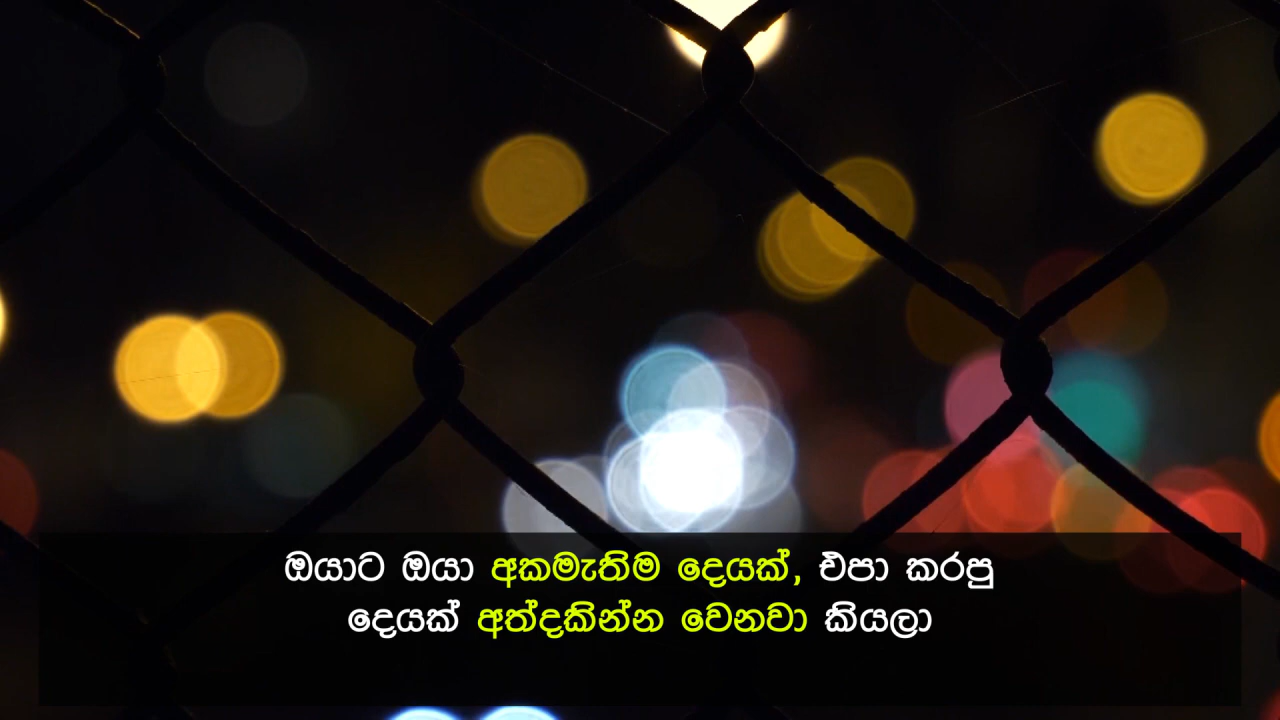 ඔයාට ඔයා අකමැතිම දෙයක්, එපා කරපු
දෙයක් අත්දකින්න වෙනවා කියලා